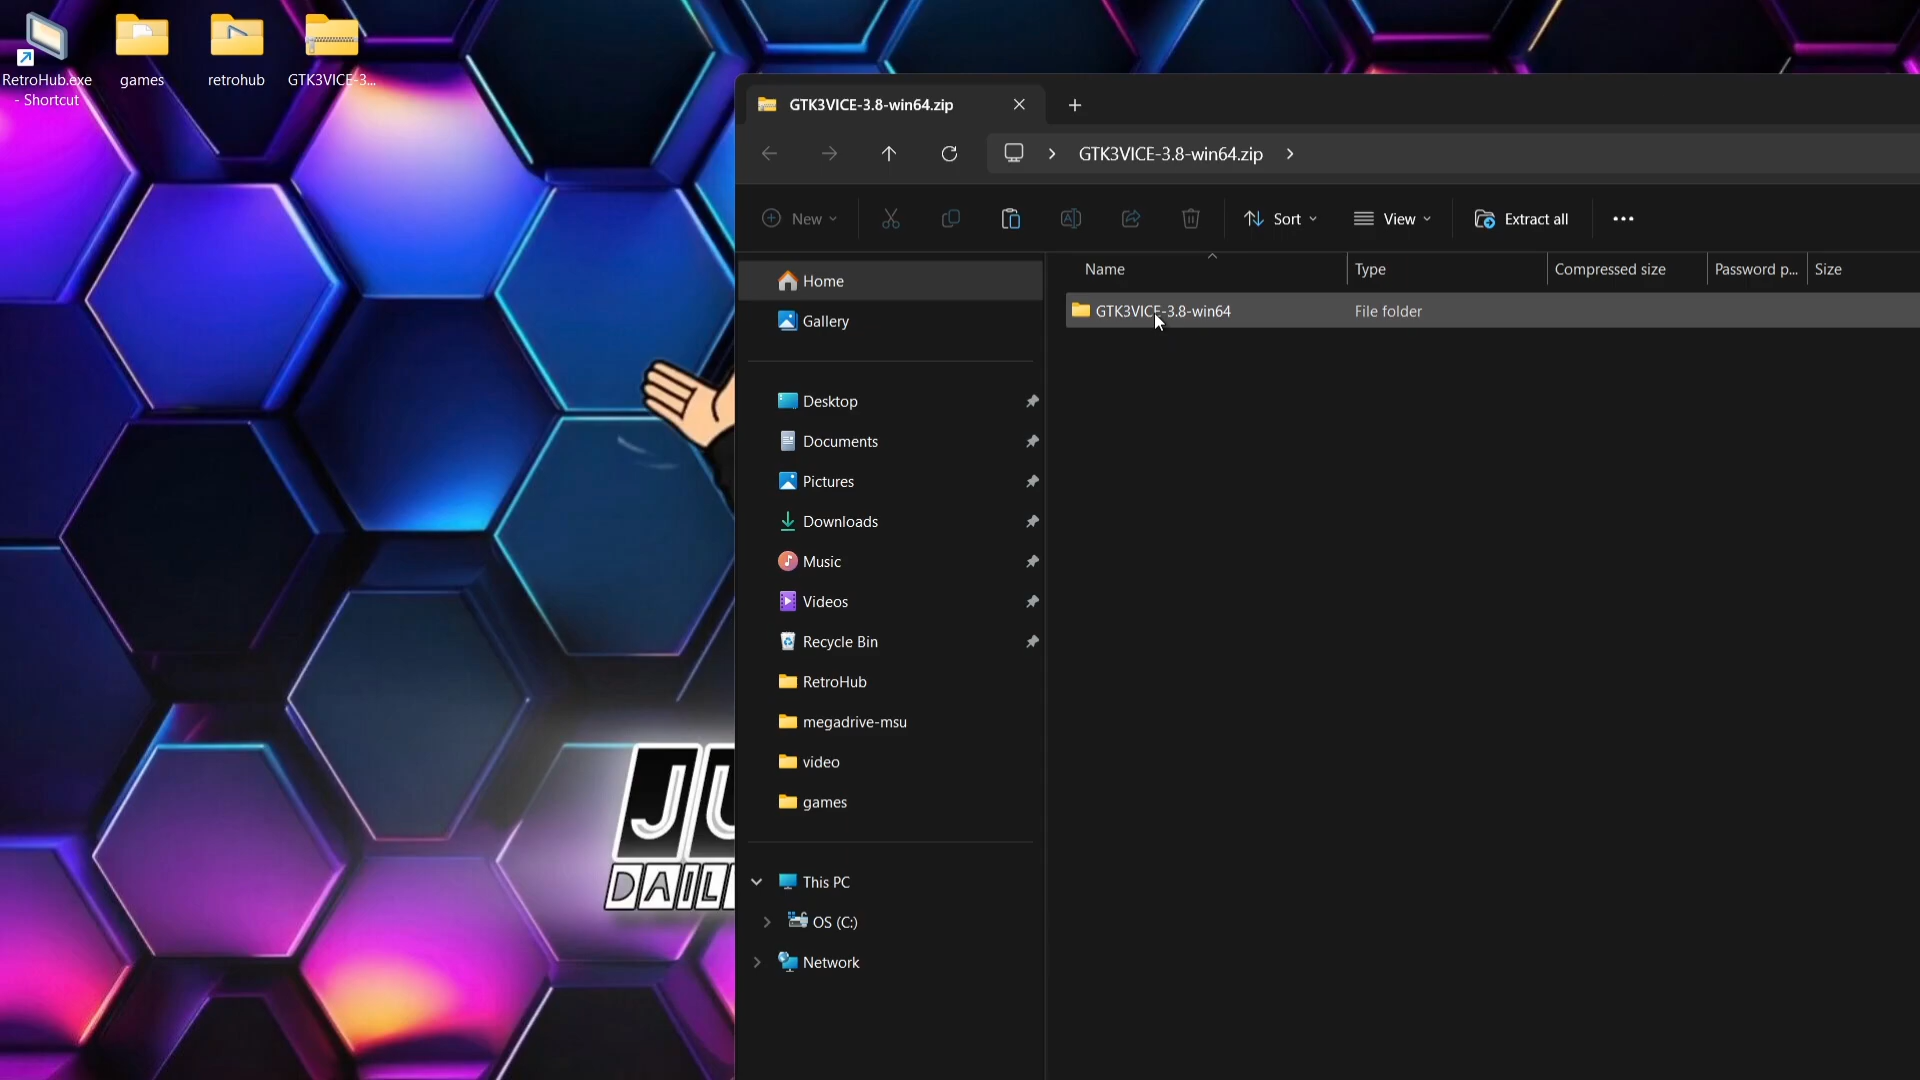 RetroHub.exe
- Shortcut
games
retrohub
GTK3VICE-3...
GTK3VICE-3.8-win64.zip
GTK3VICE-3.8-win64.zip
New
Sort
View
Extract all
Name
Type
Compressed size
Password p...
Size
GTK3VICE-3.8-win64
File folder
Home
Gallery
Desktop
Documents
Pictures
Downloads
Music
Videos
Recycle Bin
RetroHub
megadrive-msu
video
games
This PC
OS (C:)
Network
JU
DAIL